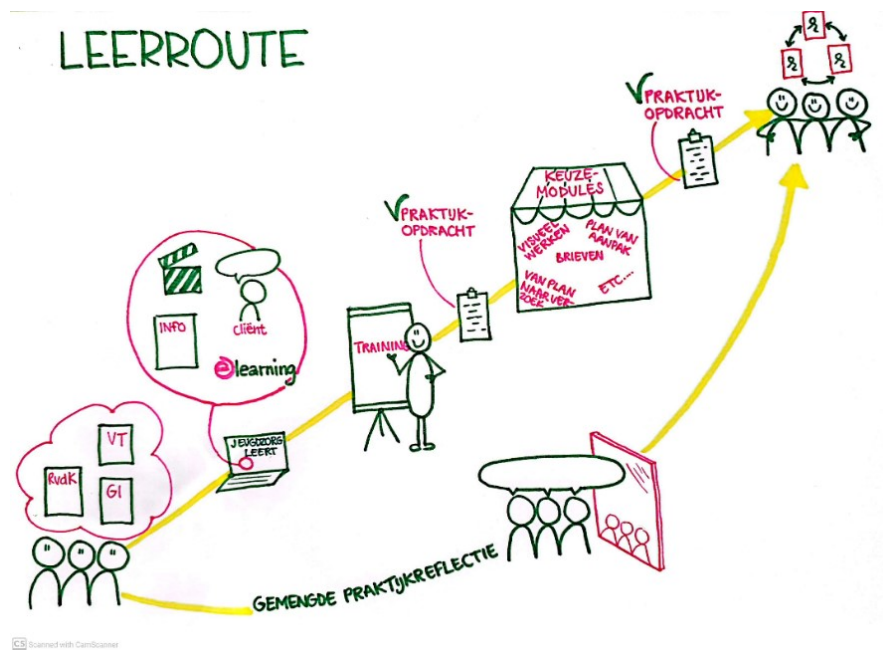 LEERROUTE
PRAKTIJK-
OPDRACHT
KEUZE-
MODULES
VISUEEL
WERKEN
PLAN VAN
AANPAK
BRIEVEN
VAN PLAN
NAAR VER-
ZOEK
ETC....
PRAKTIJK-
OPDRACHT
INFO
cliënt
elearning
TRAINING
JEUGDZORG
LEERT
VT
RvdK
GI
GEMENGDE PRAKTIJKREFLECTIE
CS Scanned with CamScanner